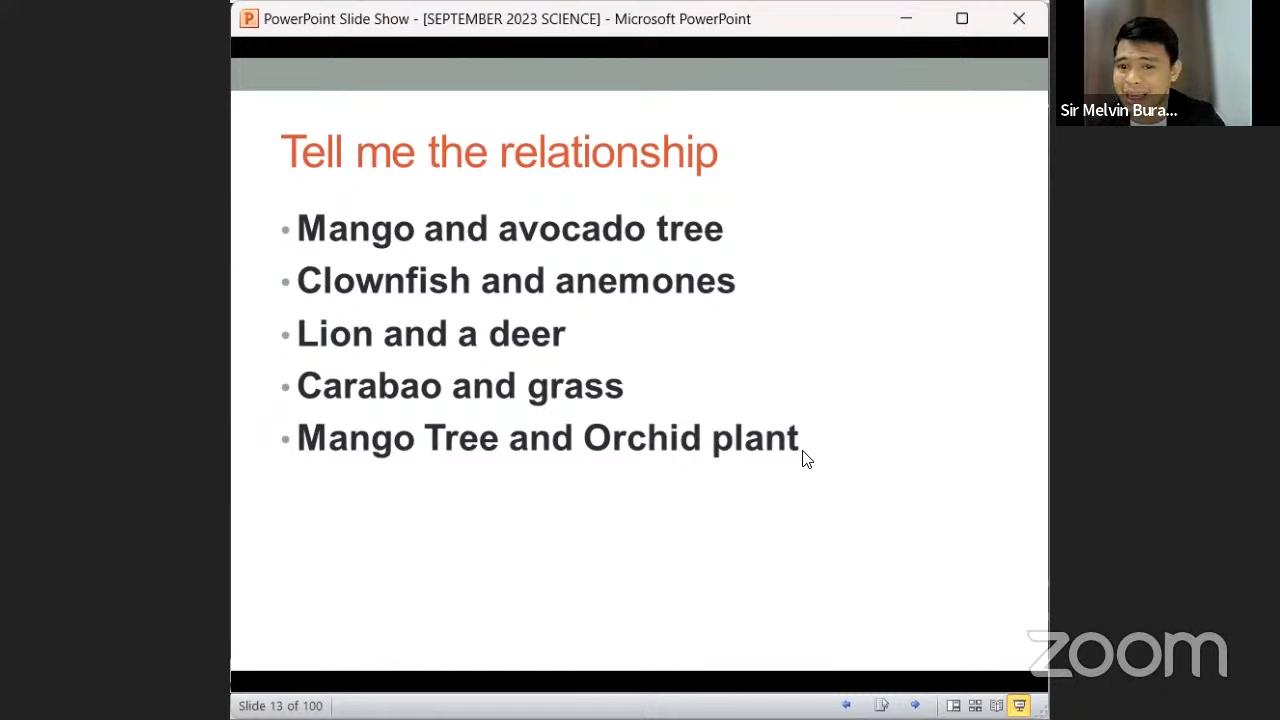 PowerPoint Slide Show - [SEPTEMBER 2023 SCIENCE] - Microsoft PowerPoint
Sir Melvin Bura...
Tell me the relationship
• Mango and avocado tree
• Clownfish and anemones
• Lion and a deer
• Carabao and grass
• Mango Tree and Orchid plant
zoom
Slide 13 of 100